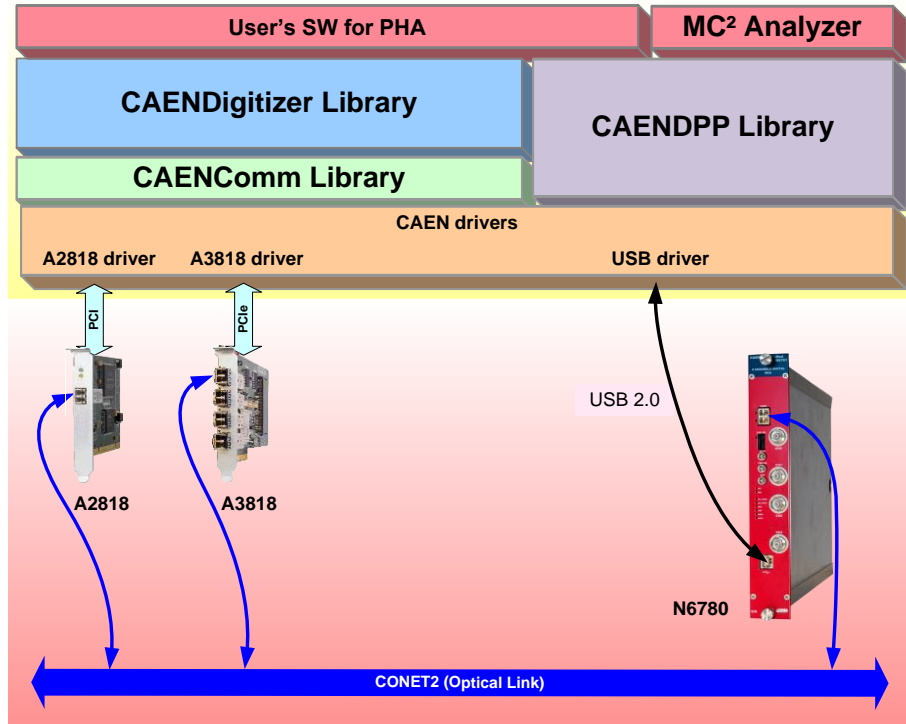 User's SW for PHA
MC² Analyzer
CAENDigitizer Library
CAENDPP Library
CAENComm Library
CAEN drivers
A2818 driver
A3818 driver
USB driver
PCI
PCIe
USB 2.0
A2818
A3818
N6780
CONET2 (Optical Link)